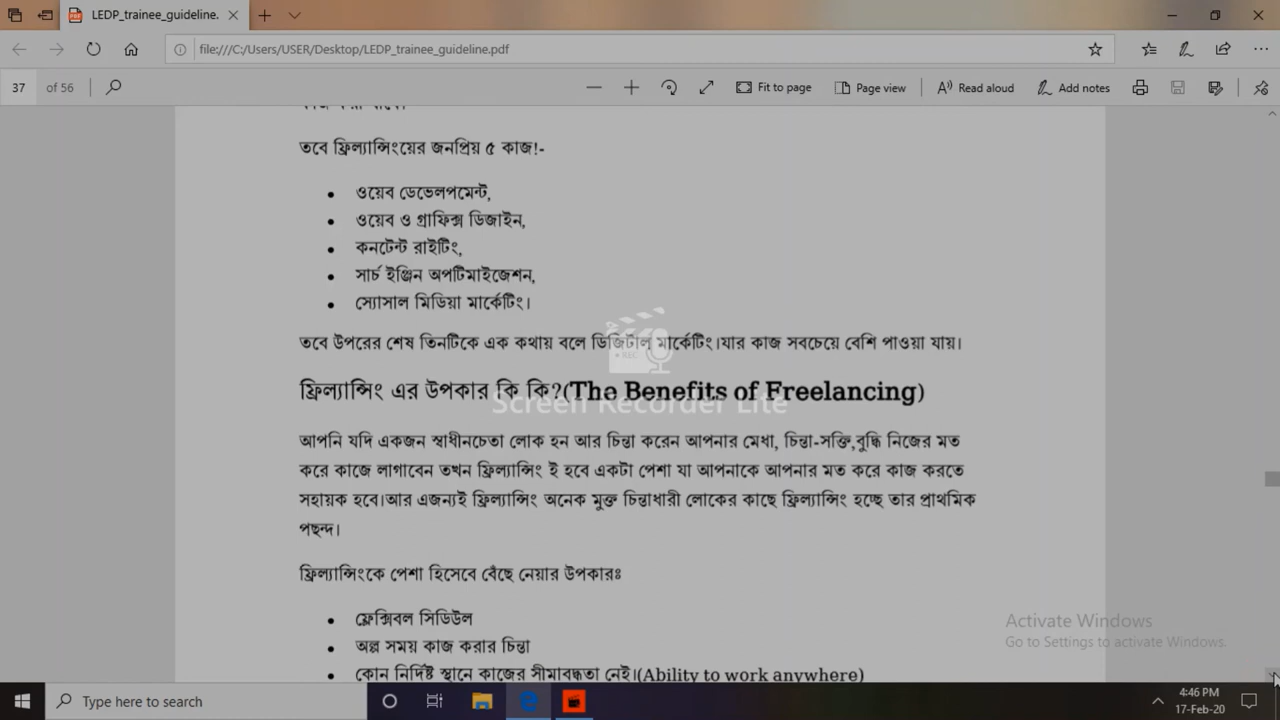 LEDP_trainee_guideline.
file:///C:/Users/USER/Desktop/LEDP_trainee_guideline.pdf
37 of 56 Fit to page Page view Read aloud Add notes
তবে ফ্রিল্যান্সিংয়ের জনপ্রিয় ৫ কাজ!-
• ওয়েব ডেভেলপমেন্ট,
• ওয়েব ও গ্রাফিক্স ডিজাইন,
• কনটেন্ট রাইটিং,
• সার্চ ইঞ্জিন অপটিমাইজেশন,
• স্যোসাল মিডিয়া মার্কেটিং।
তবে উপরের শেষ তিনটিকে এক কথায় বলে ডিজিটাল মার্কেটিং।যার কাজ সবচেয়ে বেশি পাওয়া যায়।
REC
ফ্রিল্যান্সিং এর উপকার কি কি?(The Benefits of Freelancing)
Screen Recorder Lite
আপনি যদি একজন স্বাধীনচেতা লোক হন আর চিন্তা করেন আপনার মেধা, চিন্তা-সক্তি,বুদ্ধি নিজের মত
করে কাজে লাগাবেন তখন ফ্রিল্যান্সিং ই হবে একটা পেশা যা আপনাকে আপনার মত করে কাজ করতে
সহায়ক হবে।আর এজন্যই ফ্রিল্যান্সিং অনেক মুক্ত চিন্তাধারী লোকের কাছে ফ্রিল্যান্সিং হচ্ছে তার প্রাথমিক
পছন্দ।
ফ্রিল্যান্সিংকে পেশা হিসেবে বেঁছে নেয়ার উপকারঃ
• ফ্লেক্সিবল সিডিউল
• অল্প সময় কাজ করার চিন্তা
• কোন নির্দিষ্ট স্থানে কাজের সীমাবদ্ধতা নেই।(Ability to work anywhere)
Activate Windows
Go to Settings to activate Windows.
Type here to search
4:46 PM
17-Feb-20